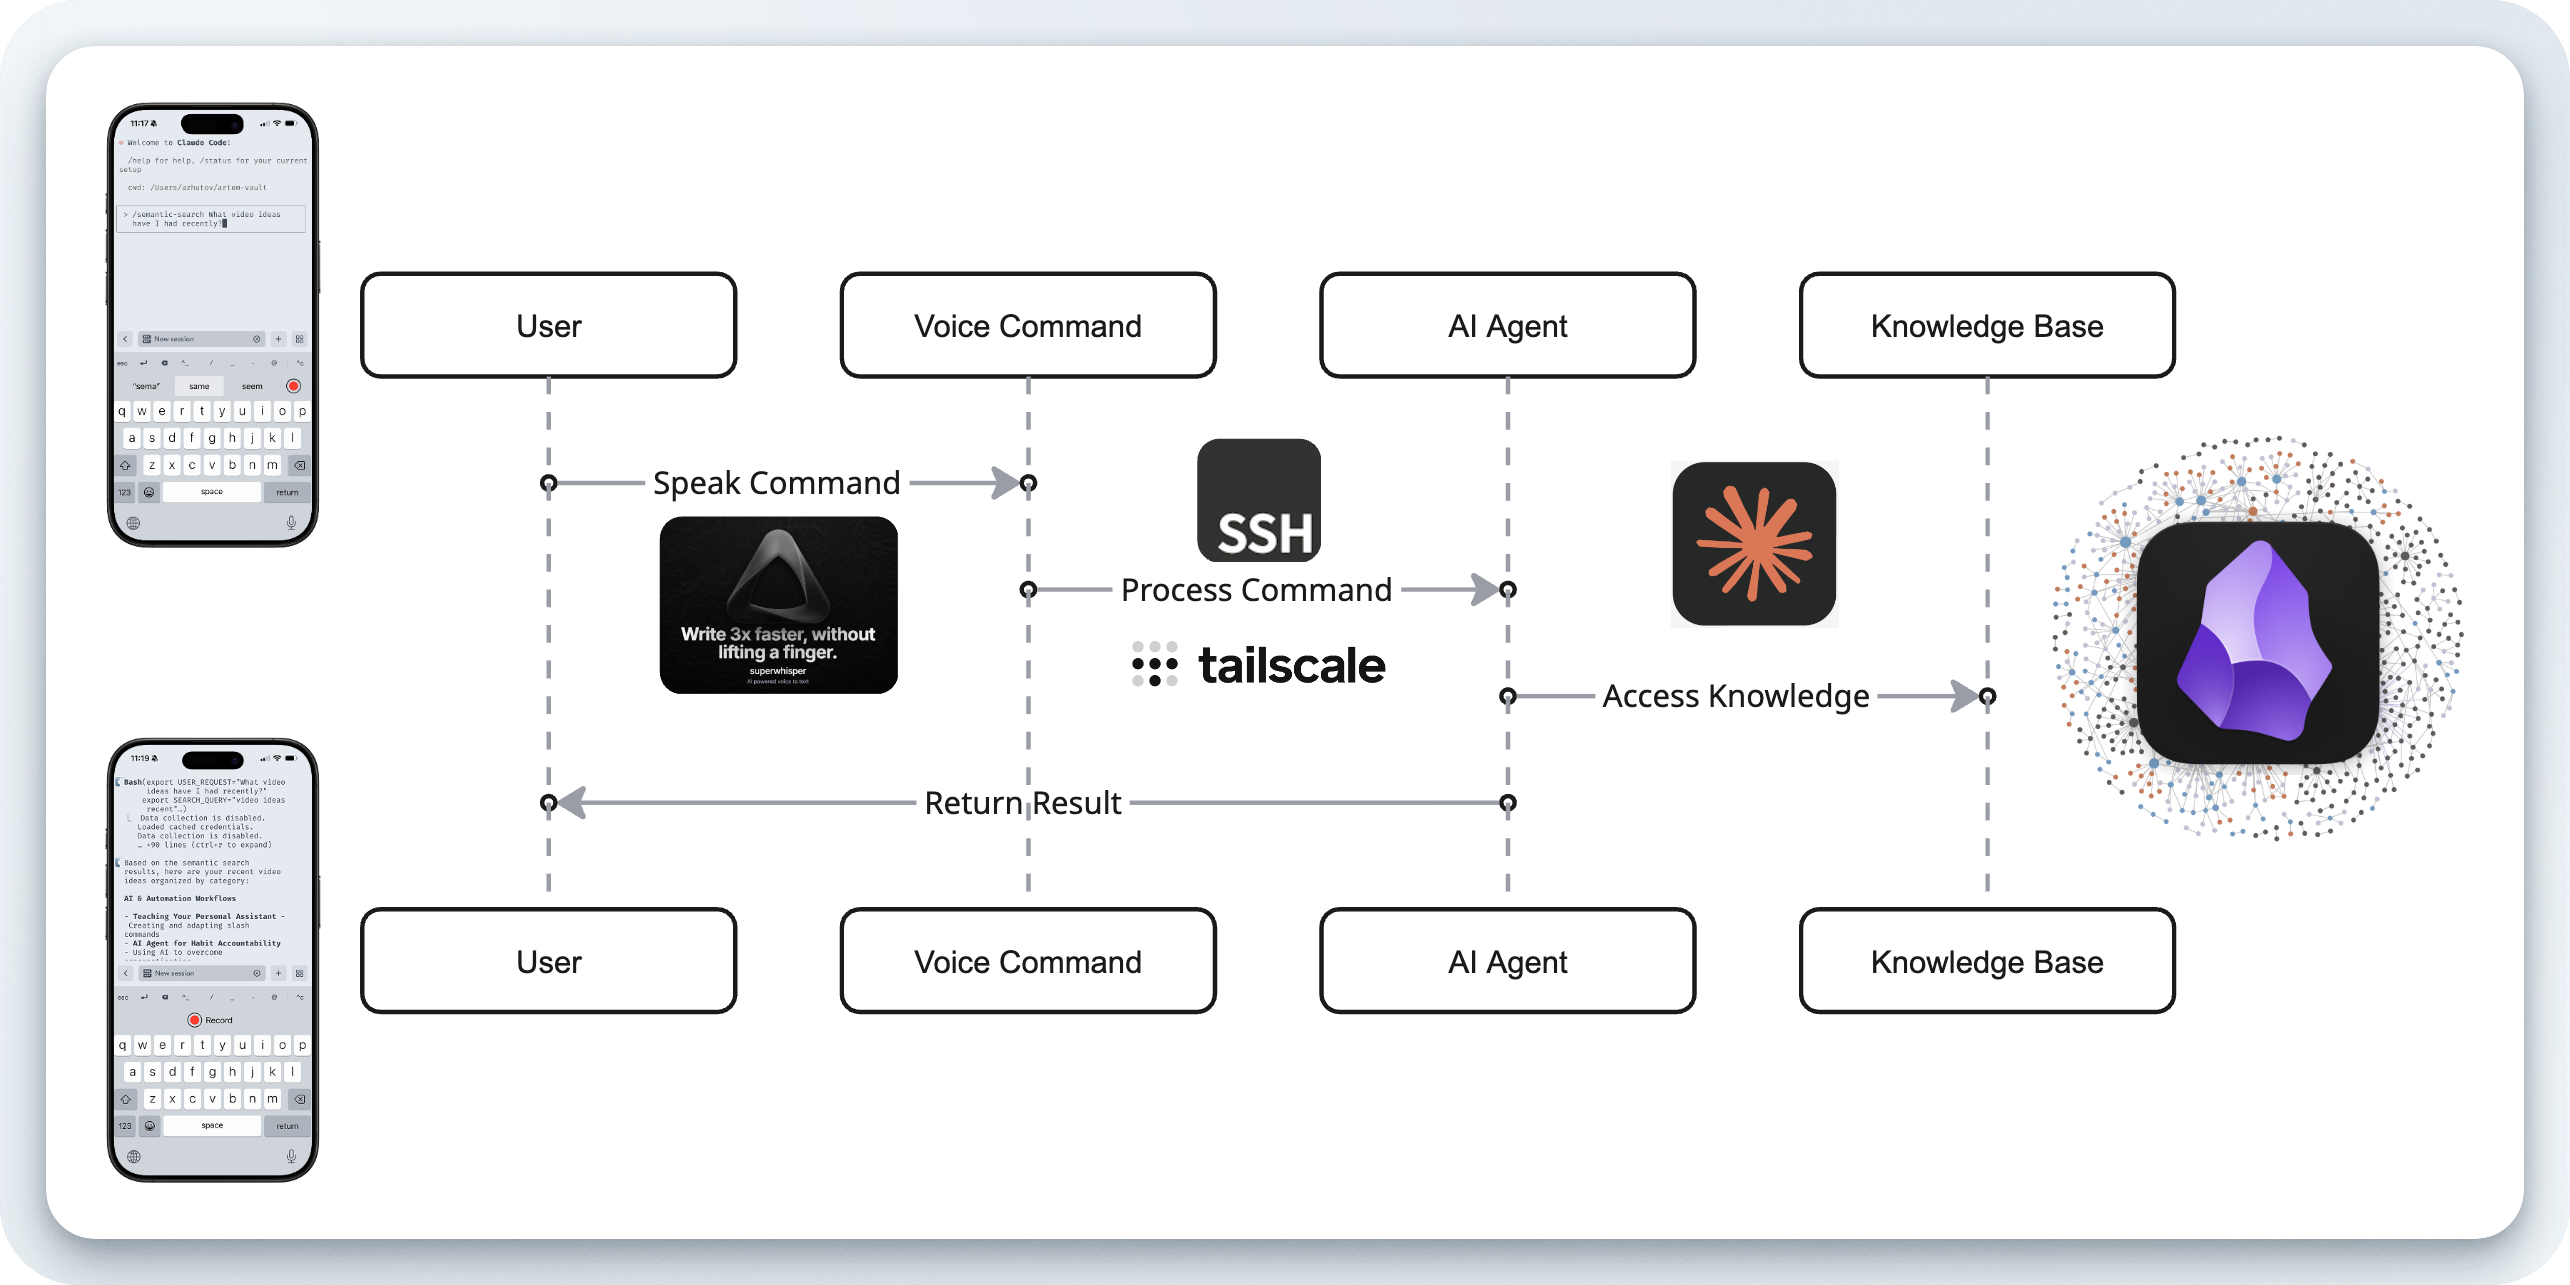 11:17
Welcome to Claude Code!
/help for help, /status for your current
setup
cwd: /Users/azhutov/artem-vault
> /semantic-search What video ideas
have I had recently?
New session
esc
^_
/
_
-
@
^c
"sema"
same
seem
q w e r t y u i o p
a s d f g h j k l
z x c v b n m
123
space
return
User
Voice Command
AI Agent
Knowledge Base
Speak Command
Write 3x faster, without
lifting a finger.
superwhisper
AI powered voice to text
SSH
Process Command
tailscale
Access Knowledge
Return Result
11:19
Bash(export USER_REQUEST="What video
ideas have I had recently?"
export SEARCH_QUERY="video ideas
recent"…)
Data collection is disabled.
Loaded cached credentials.
Data collection is disabled.
… +90 lines (ctrl+r to expand)
Based on the semantic search
results, here are your recent video
ideas organized by category:
AI & Automation Workflows
- Teaching Your Personal Assistant -
Creating and adapting slash
commands
- AI Agent for Habit Accountability
- Using AI to overcome
New session
esc
^_
/
_
-
@
^c
Record
q w e r t y u i o p
a s d f g h j k l
z x c v b n m
123
space
return
User
Voice Command
AI Agent
Knowledge Base